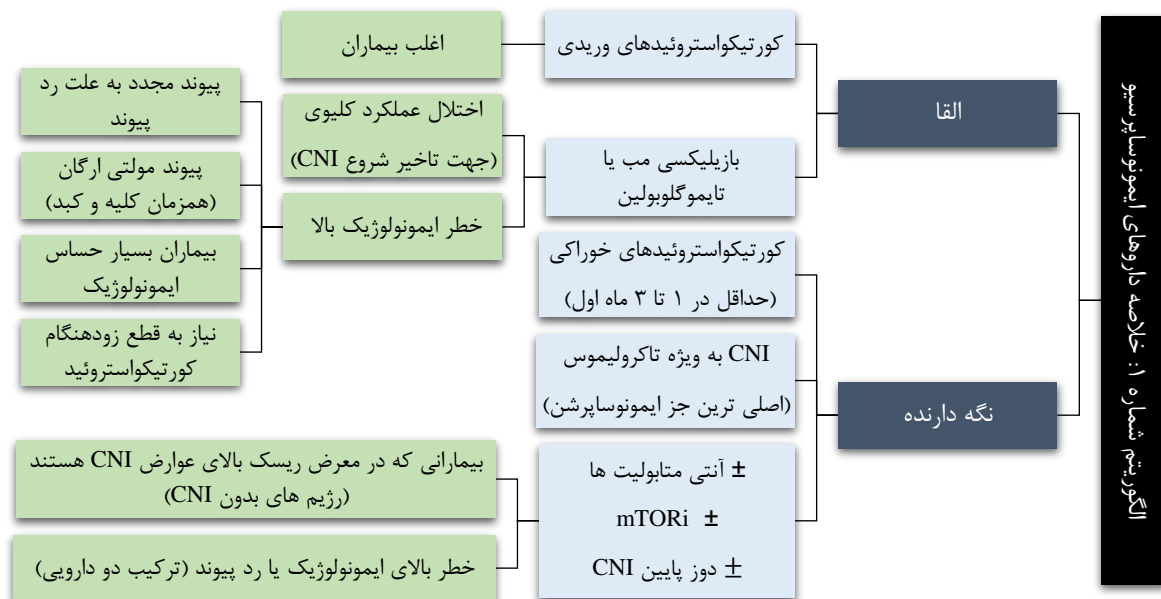 الگوریتم شماره ۱: خلاصه داروهای ایمونوساپرسیو
القا
کورتیکواستروئیدهای وریدی
اغلب بیماران
بازیلیکسی مب یا
تایموگلوبولین
اختلال عملکرد کلیوی
(جهت تاخیر شروع CNI)
خطر ایمونولوژیک بالا
پیوند مجدد به علت رد
پیوند
پیوند مولتی ارگان
(همزمان کلیه و کبد)
بیماران بسیار حساس
ایمونولوژیک
نیاز به قطع زودهنگام
کورتیکواستروئید
نگه دارنده
کورتیکواستروئیدهای خوراکی
(حداقل در ۱ تا ۳ ماه اول)
CNI به ویژه تاکرولیموس
(اصلی ترین جز ایمونوساپرشن)
± آنتی متابولیت ها
± mTORi
± دوز پایین CNI
بیمارانی که در معرض ریسک بالای عوارض CNI هستند
(رژیم های بدون CNI)
خطر بالای ایمونولوژیک یا رد پیوند (ترکیب دو دارویی)